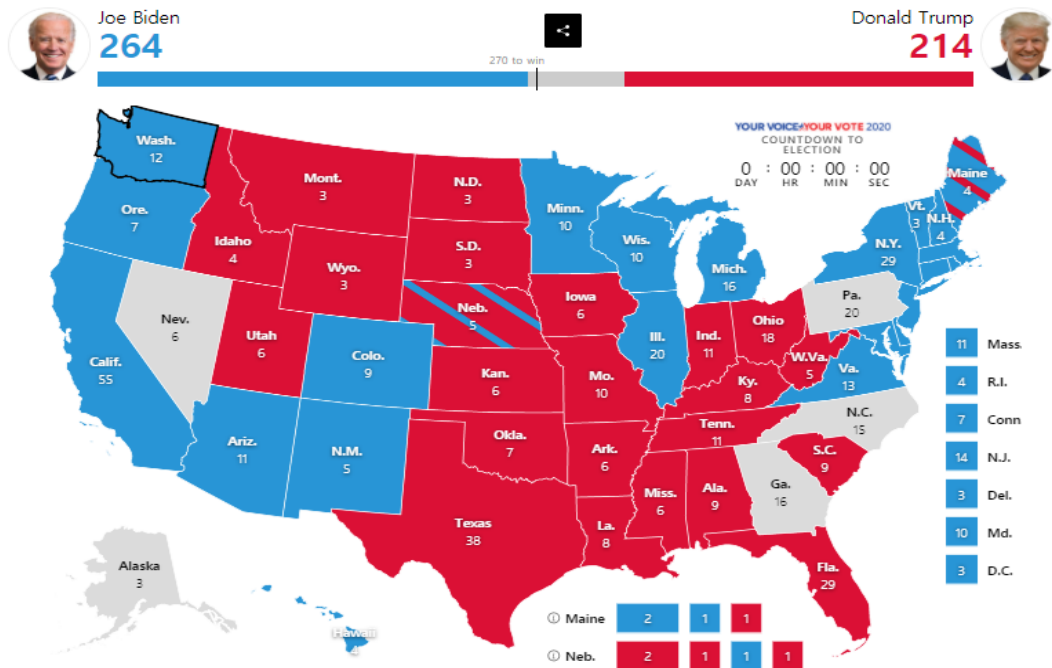 Joe Biden
264
Donald Trump
214
270 to win
YOUR VOICE YOUR VOTE 2020
COUNTDOWN TO
ELECTION
0 : 00 : 00 : 00
DAY HR MIN SEC
Wash.
12
Ore.
7
Calif.
55
Nev.
6
Idaho
4
Mont.
3
Wyo.
3
Utah
6
Ariz.
11
Colo.
9
N.M.
5
N.D.
3
S.D.
3
Neb.
5
Kan.
6
Okla.
7
Texas
38
Minn.
10
Iowa
6
Mo.
10
Ark.
6
La.
8
Wis.
10
Ill.
20
Mich.
16
Ind.
11
Ohio
18
Ky.
8
Tenn.
11
Miss.
6
Ala.
9
Ga.
16
Fla.
29
S.C.
9
N.C.
15
Va.
13
W.Va.
5
Pa.
20
N.Y.
29
Vt.
3
N.H.
4
Maine
4
Alaska
3
Hawaii
4
11 Mass.
4 R.I.
7 Conn
14 N.J.
3 Del.
10 Md.
3 D.C.
Maine 2 1 1
Neb. 2 1 1 1